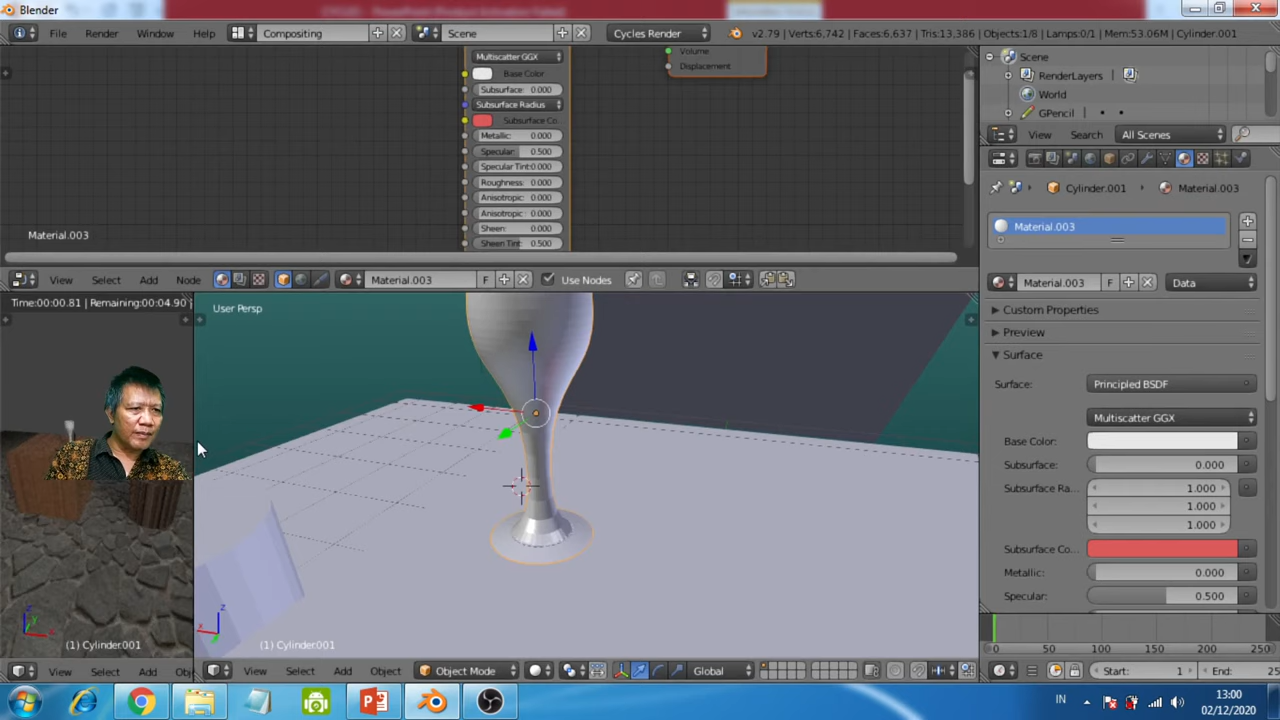 Blender
File Render Window Help Compositing Scene Cycles Render v2.79 | Verts:6,742 | Faces:6,637 | Tris:13,386 | Objects:1/8 | Lamps:0/1 | Mem:53.06M | Cylinder.001
Multiscatter GGX
Base Color
Subsurface: 0.000
Subsurface Radius
Subsurface Co...
Metallic: 0.000
Specular: 0.500
Specular Tint:0.000
Roughness: 0.000
Anisotropic: 0.000
Anisotropic: 0.000
Sheen: 0.000
Sheen Tint: 0.500
Volume
Displacement
Material.003
View Select Add Node Material.003 F Use Nodes
Time:00:00.81 | Remaining:00:04.90
(1) Cylinder.001
View Select Add Obj
User Persp
(1) Cylinder.001
View Select Add Object Object Mode Global
Scene
RenderLayers
World
GPencil
View Search All Scenes
Cylinder.001 Material.003
Material.003
Material.003 F Data
Custom Properties
Preview
Surface
Surface: Principled BSDF
Multiscatter GGX
Base Color:
Subsurface: 0.000
Subsurface Ra... 1.000
1.000
1.000
Subsurface Co...
Metallic: 0.000
Specular: 0.500
0 50 100 150 200 250
Start: 1 End: 25
IN 13:00
02/12/2020